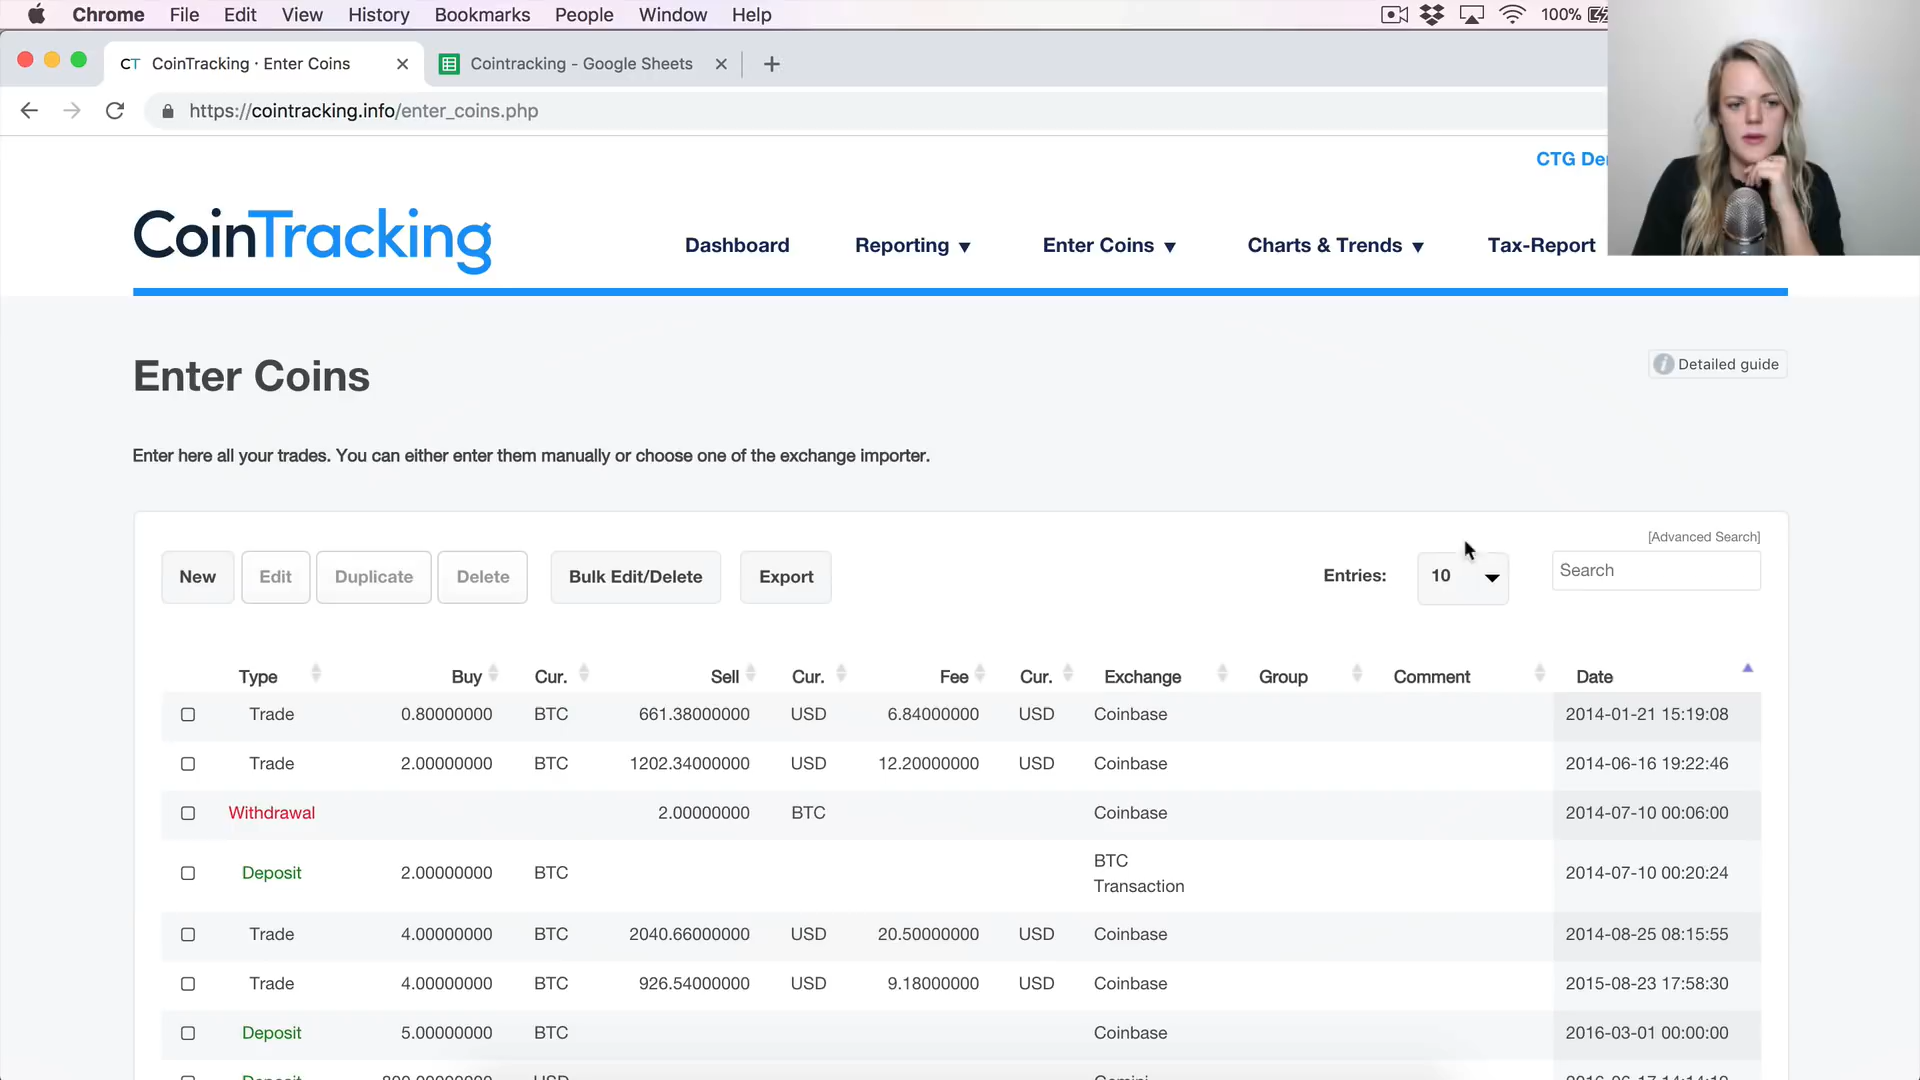 Chrome File Edit View History Bookmarks People Window Help 100%
CT CoinTracking · Enter Coins Cointracking - Google Sheets
https://cointracking.info/enter_coins.php
CTG
CoinTracking
Dashboard Reporting Enter Coins Charts & Trends Tax-Report
Enter Coins
Detailed guide
Enter here all your trades. You can either enter them manually or choose one of the exchange importer.
[Advanced Search]
New Edit Duplicate Delete Bulk Edit/Delete Export Entries: 10 Search
Type Buy Cur. Sell Cur. Fee Cur. Exchange Group Comment Date
Trade 0.80000000 BTC 661.38000000 USD 6.84000000 USD Coinbase 2014-01-21 15:19:08
Trade 2.00000000 BTC 1202.34000000 USD 12.20000000 USD Coinbase 2014-06-16 19:22:46
Withdrawal 2.00000000 BTC Coinbase 2014-07-10 00:06:00
Deposit 2.00000000 BTC BTC Transaction 2014-07-10 00:20:24
Trade 4.00000000 BTC 2040.66000000 USD 20.50000000 USD Coinbase 2014-08-25 08:15:55
Trade 4.00000000 BTC 926.54000000 USD 9.18000000 USD Coinbase 2015-08-23 17:58:30
Deposit 5.00000000 BTC Coinbase 2016-03-01 00:00:00